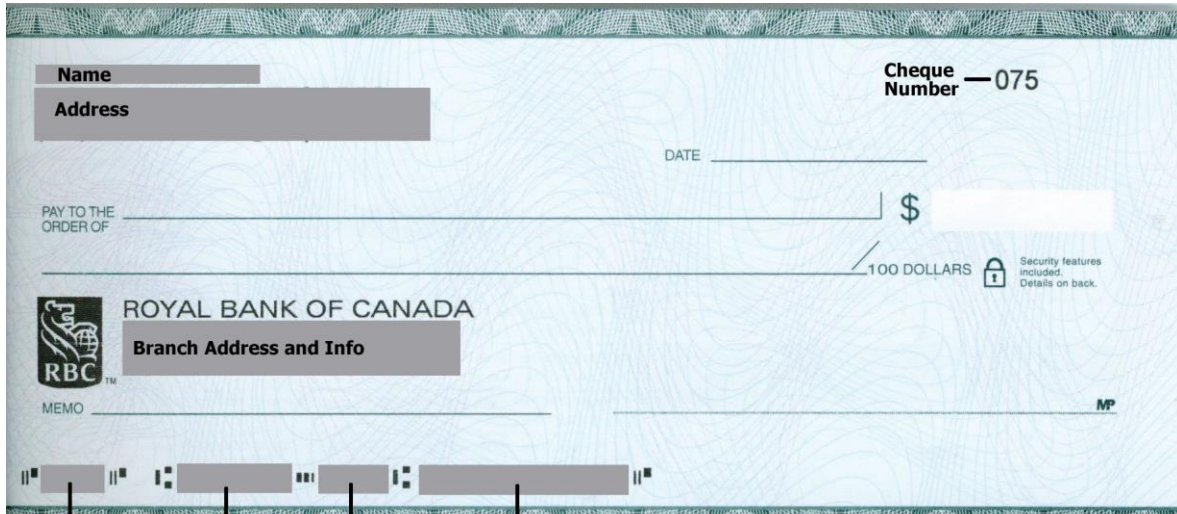 Name
Address
Cheque Number 075
DATE
PAY TO THE ORDER OF
$
100 DOLLARS
Security features included. Details on back.
RBC TM
ROYAL BANK OF CANADA
Branch Address and Info
MEMO
MP